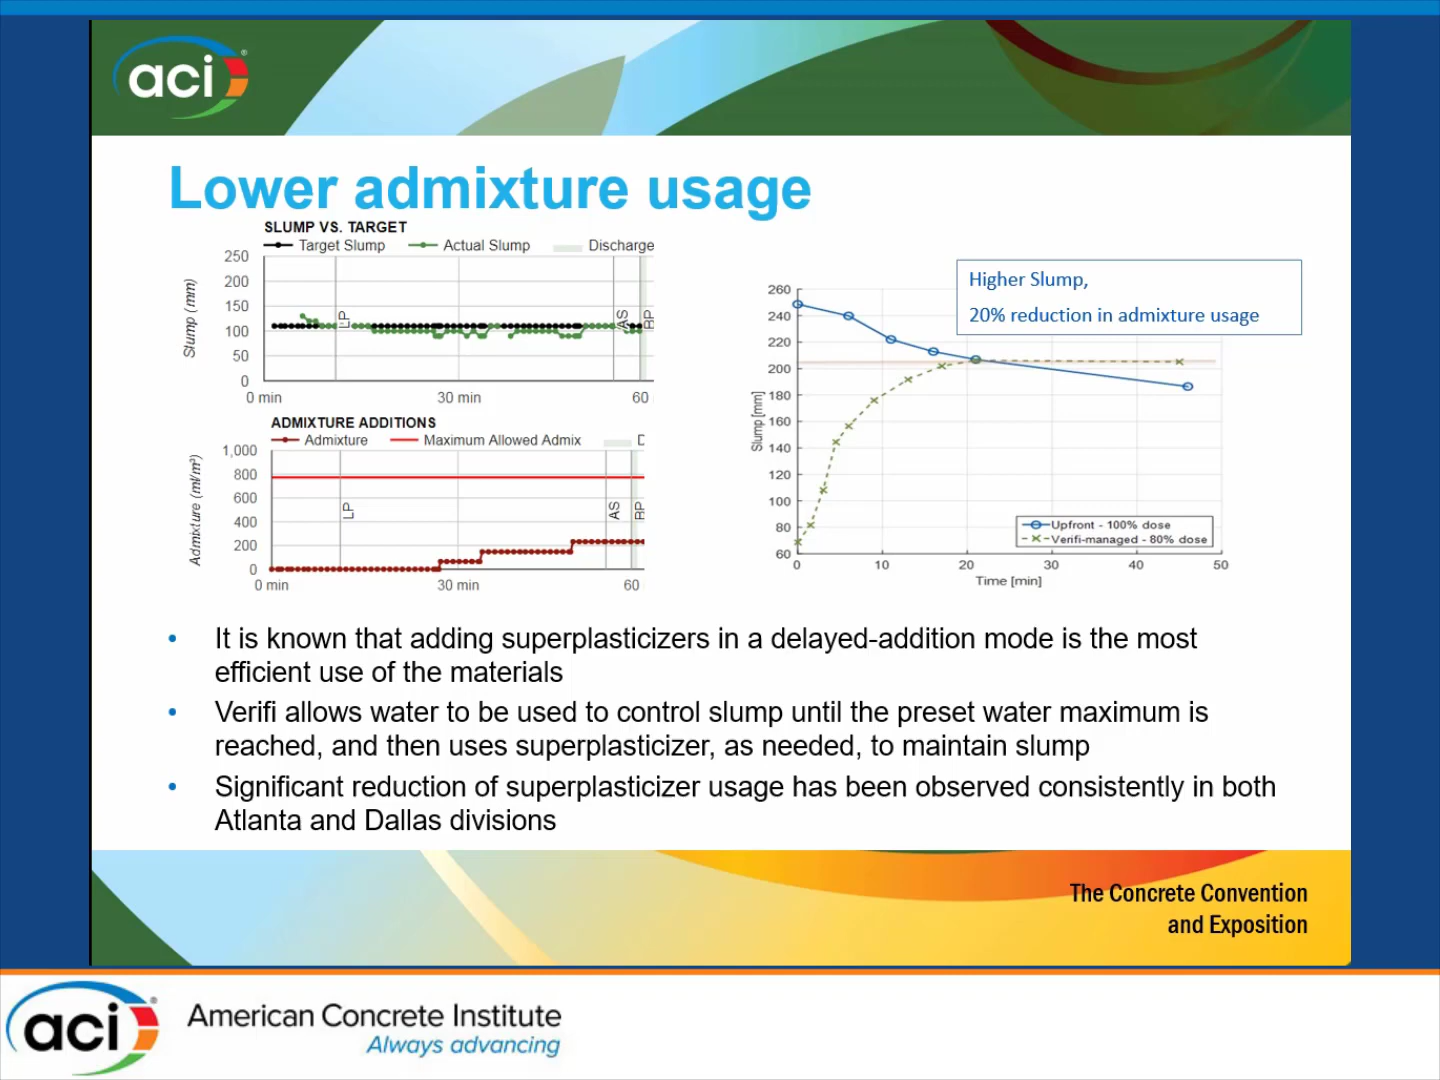 aci
Lower admixture usage
SLUMP VS. TARGET
Target Slump Actual Slump Discharge
Slump (mm)
250
200
150
100
50
0
LP
AS
RP
0 min 30 min 60
ADMIXTURE ADDITIONS
Admixture Maximum Allowed Admix D
Admixture (ml/m³)
1,000
800
600
400
200
0
LP
AS
RP
0 min 30 min 60
Higher Slump,
20% reduction in admixture usage
Slump [mm]
260
240
220
200
180
160
140
120
100
80
60
Upfront - 100% dose
Verifi-managed - 80% dose
0 10 20 30 40 50
Time [min]
• It is known that adding superplasticizers in a delayed-addition mode is the most
efficient use of the materials
• Verifi allows water to be used to control slump until the preset water maximum is
reached, and then uses superplasticizer, as needed, to maintain slump
• Significant reduction of superplasticizer usage has been observed consistently in both
Atlanta and Dallas divisions
The Concrete Convention
and Exposition
aci
American Concrete Institute
Always advancing